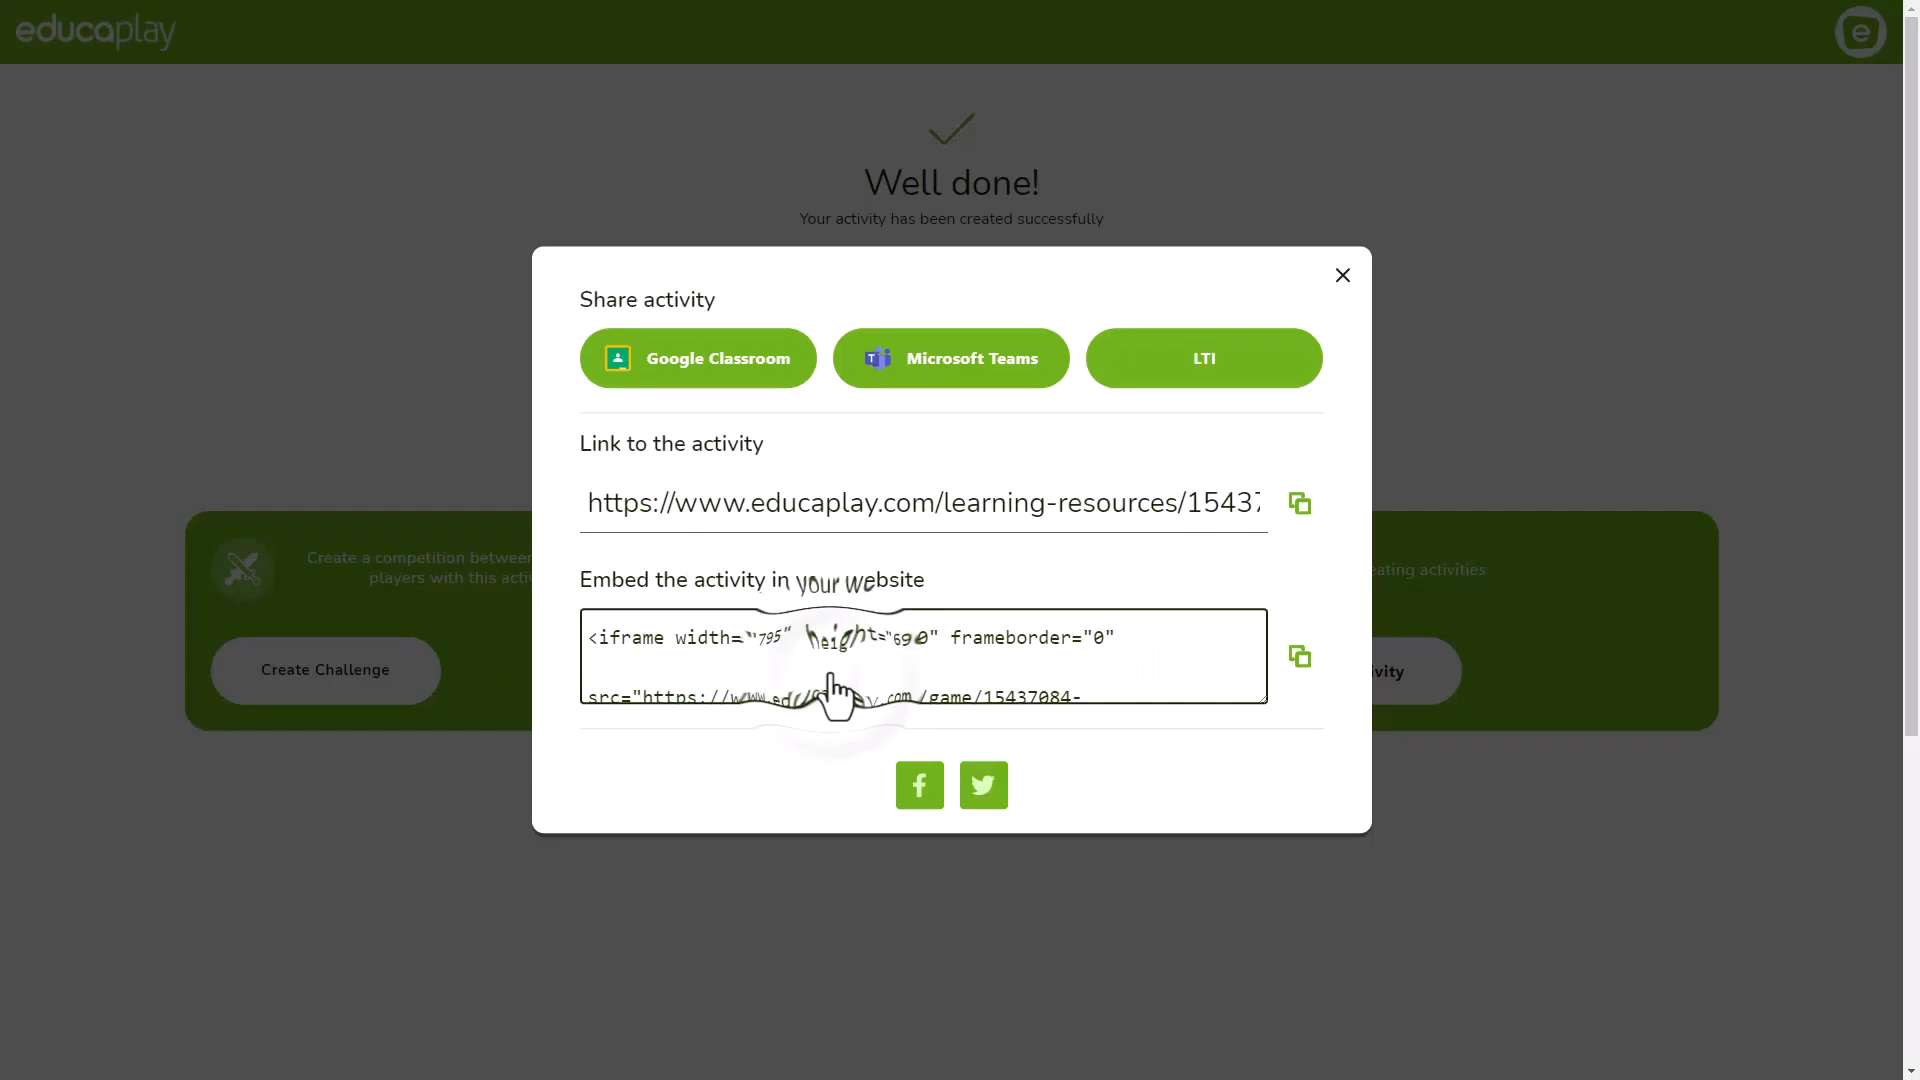 educaplay
e
Well done!
Your activity has been created successfully
Share activity
Google Classroom
Microsoft Teams
LTI
Link to the activity
https://www.educaplay.com/learning-resources/15437
Embed the activity in your website
<iframe width="795" height="690" frameborder="0"
src="https://www.educaplay.com/game/15437084-
Create a competition between
players with this
Create Challenge
creating activities